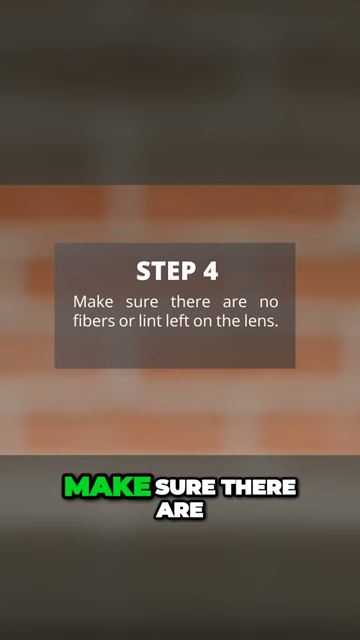 STEP 4
Make sure there are no
fibers or lint left on the lens.
MAKE SURE THERE
ARE